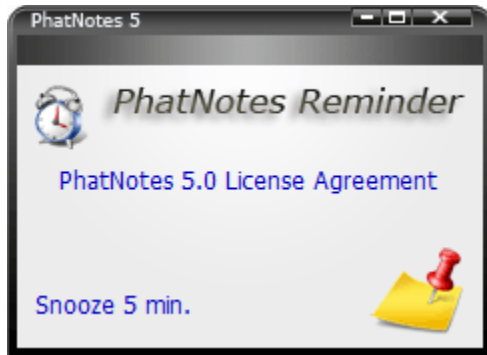 PhatNotes 5
PhatNotes Reminder
PhatNotes 5.0 License Agreement
Snooze 5 min.